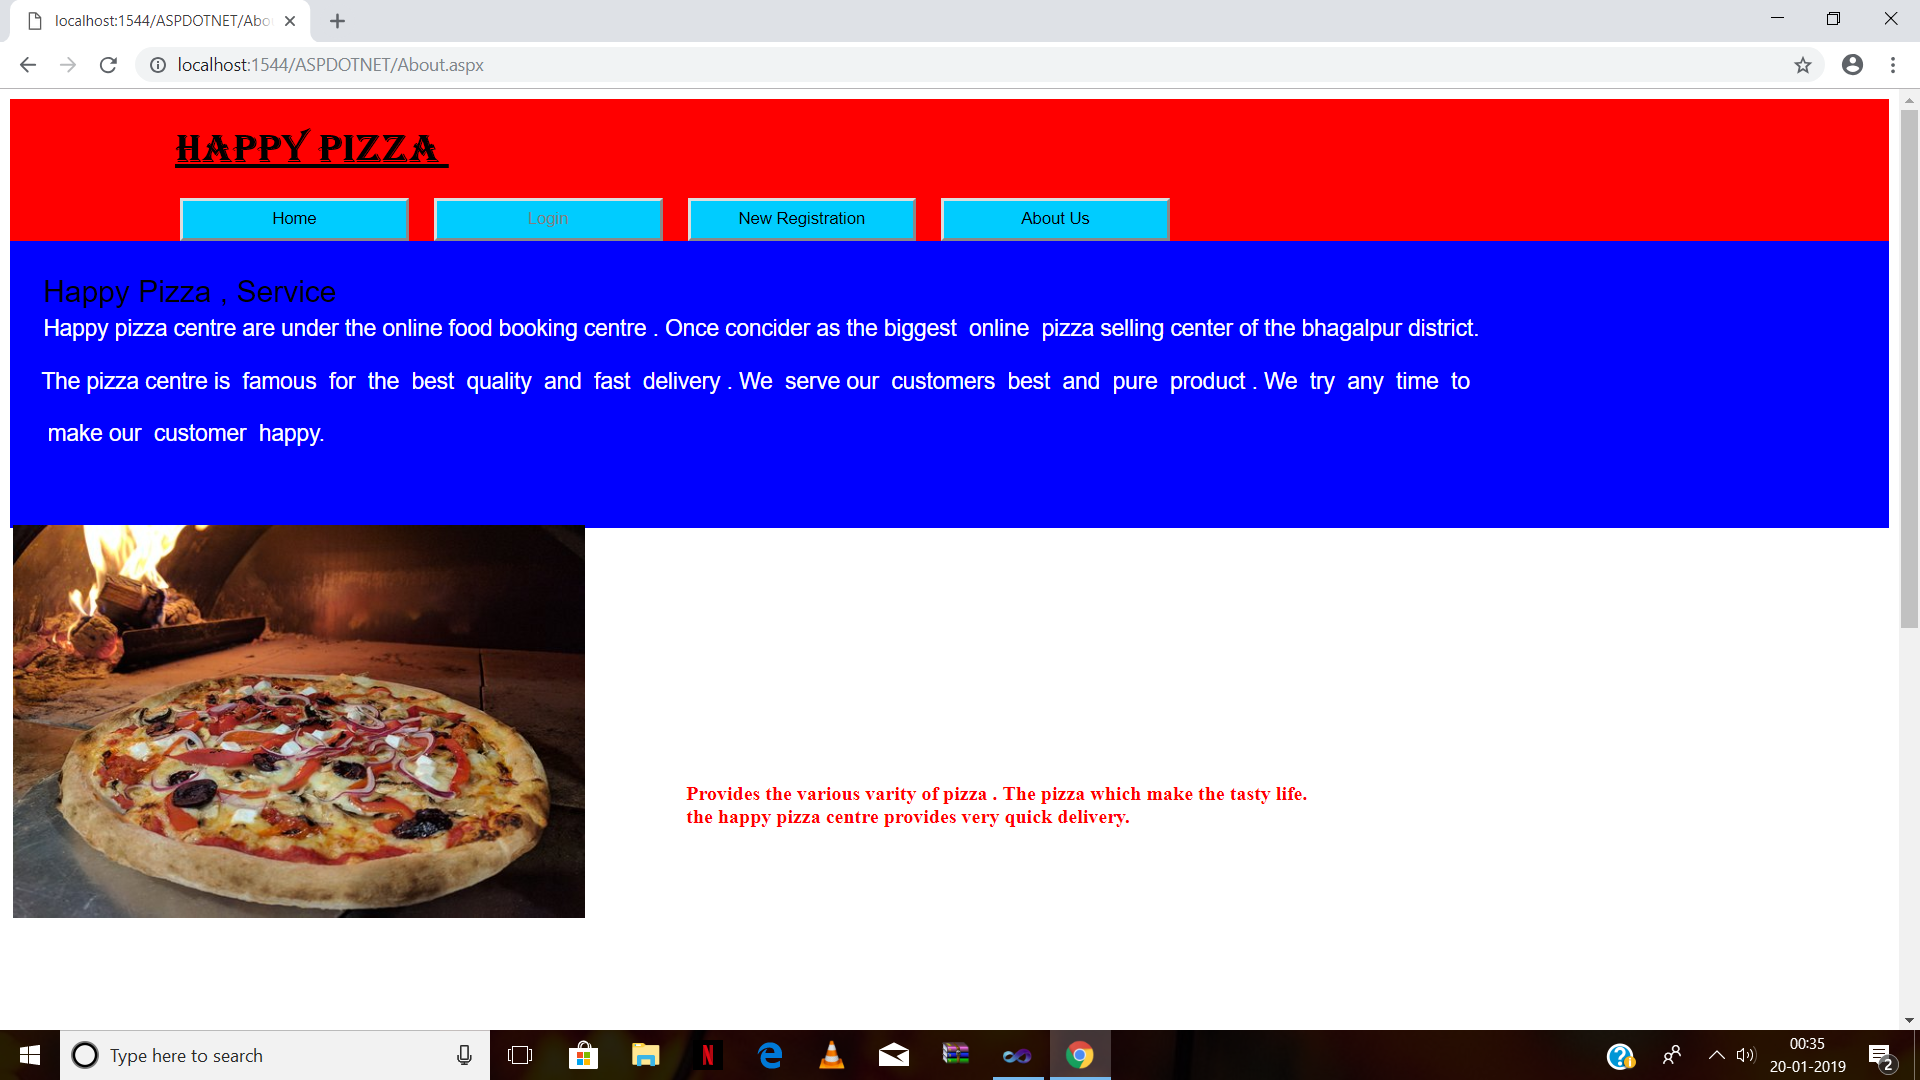 localhost:1544/ASPDOTNET/Abo
localhost:1544/ASPDOTNET/About.aspx
HAPPY PIZZA
Home
Login
New Registration
About Us
Happy Pizza , Service
Happy pizza centre are under the online food booking centre . Once concider as the biggest online pizza selling center of the bhagalpur district.
The pizza centre is famous for the best quality and fast delivery . We serve our customers best and pure product . We try any time to
make our customer happy.
Provides the various varity of pizza . The pizza which make the tasty life.
the happy pizza centre provides very quick delivery.
Type here to search
N
00:35
20-01-2019
2